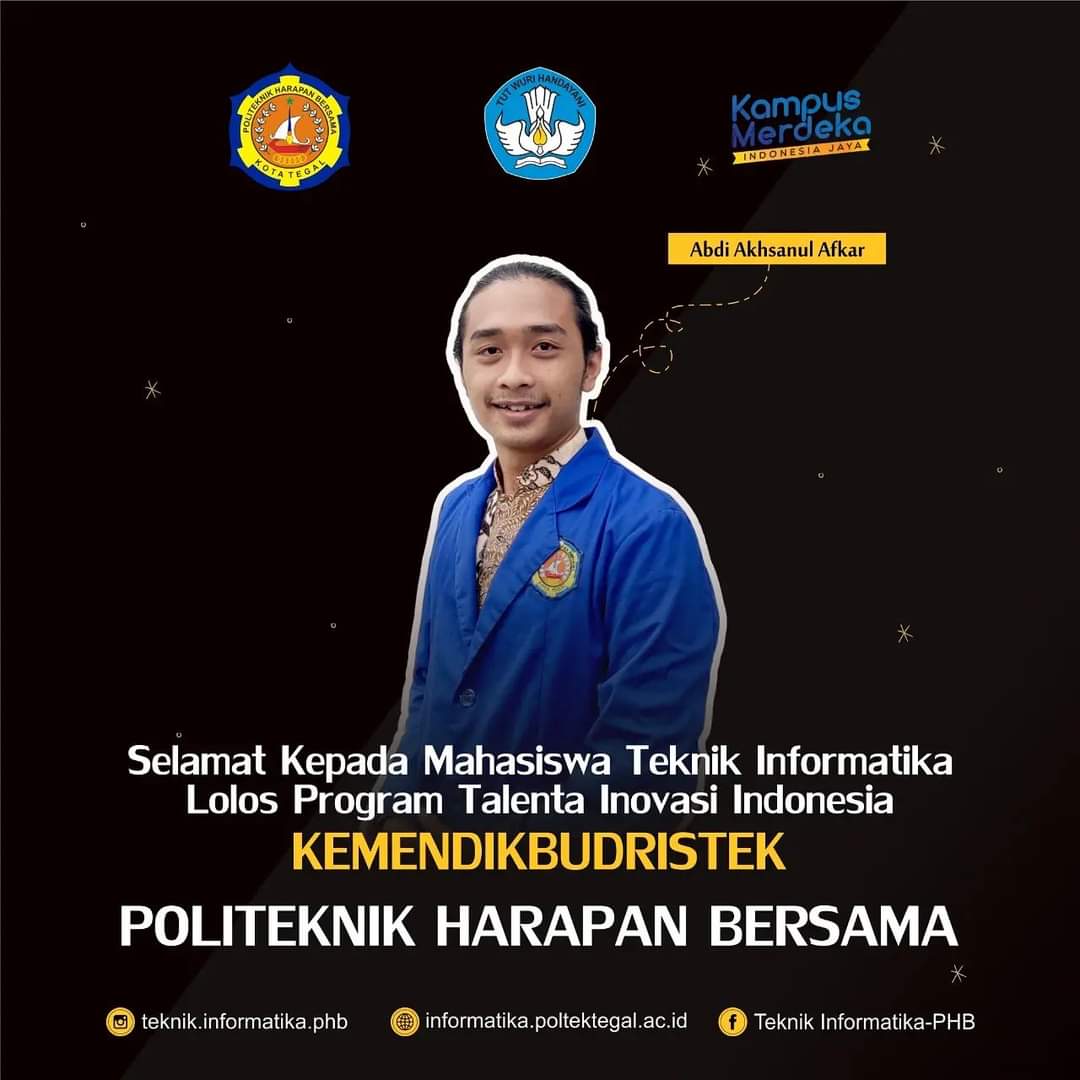 POLITEKNIK HARAPAN BERSAMA
KOTA TEGAL
TUT WURI HANDAYANI
Kampus
Merdeka
INDONESIA JAYA
Abdi Akhsanul Afkar
Selamat Kepada Mahasiswa Teknik Informatika
Lolos Program Talenta Inovasi Indonesia
KEMENDIKBUDRISTEK
POLITEKNIK HARAPAN BERSAMA
teknik.informatika.phb
informatika.poltektegal.ac.id
Teknik Informatika-PHB